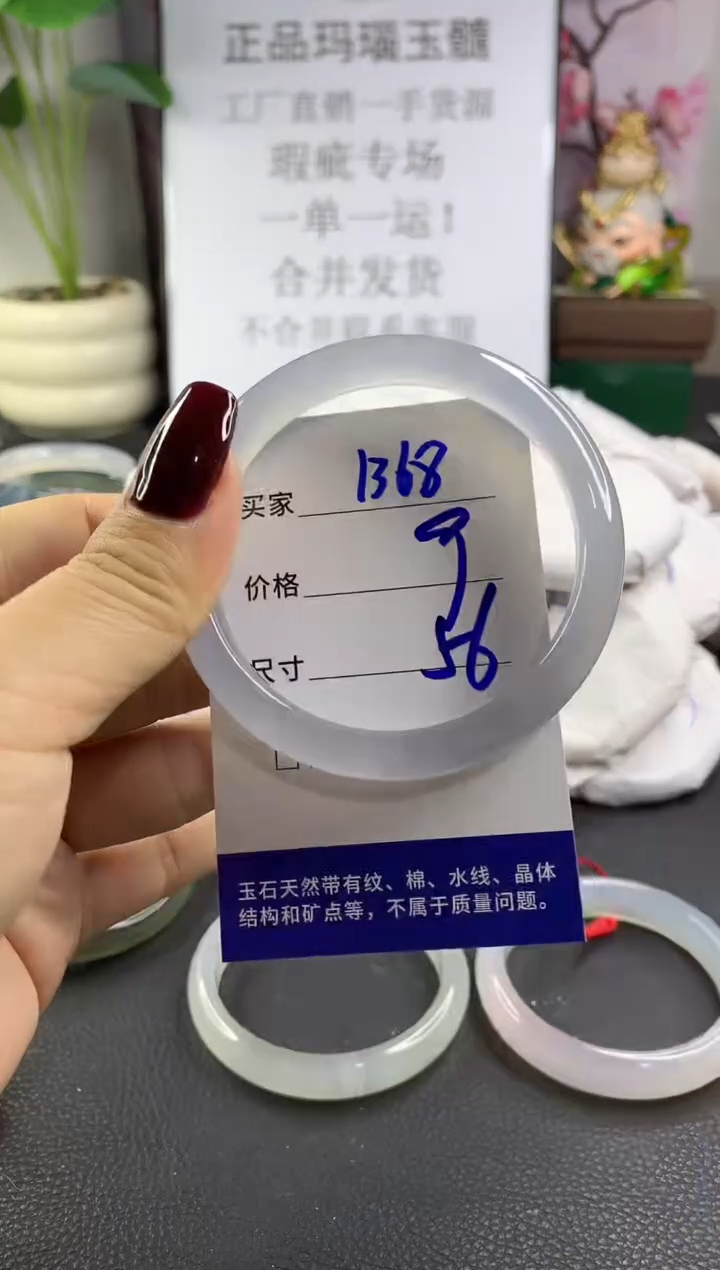 正品玛瑙玉髓
工厂直销一手货源
瑕疵专场
一单一运！
合并发货
买家 1368
价格
尺寸 56
玉石天然带有纹、棉、水线、晶体
结构和矿点等，不属于质量问题。